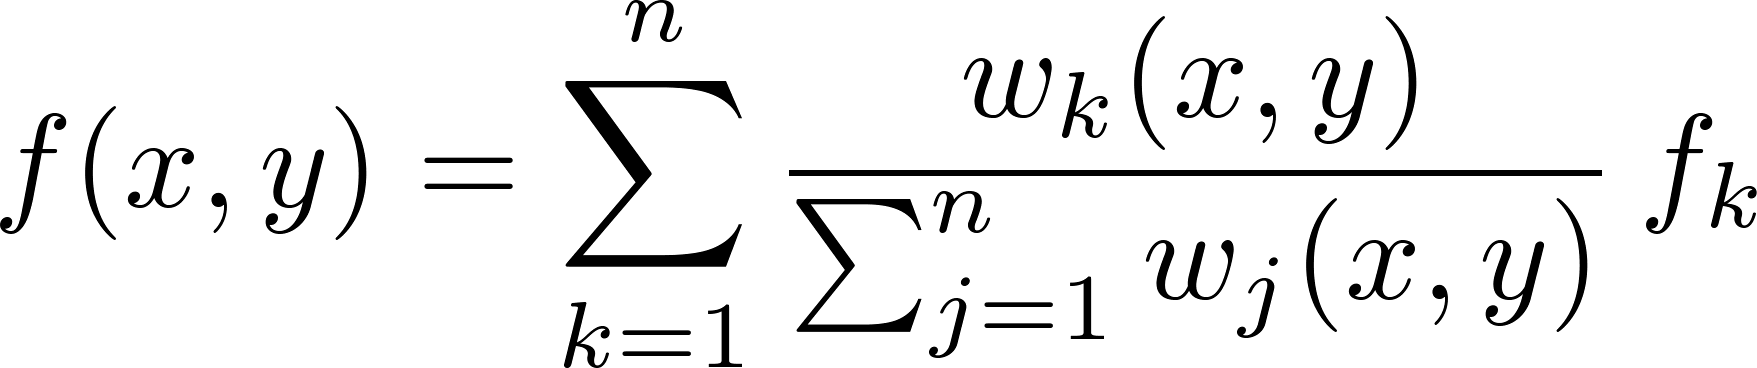 f(x, y) = \sum_{k=1}^{n} \frac{w_k(x, y)}{\sum_{j=1}^{n} w_j(x, y)} f_k